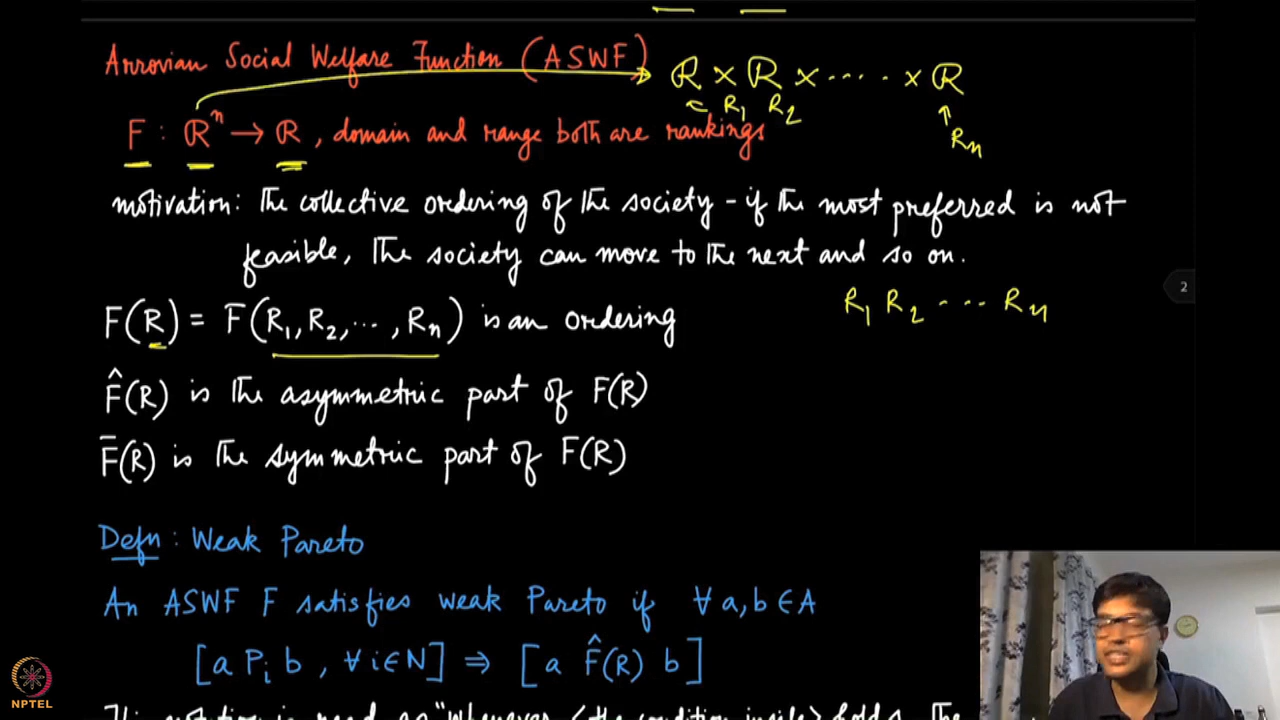 Arrovian Social Welfare Function (ASWF)
ℝ × ℝ × ..... × ℝ
R₁ R₂
Rₙ
F : ℝⁿ → ℝ, domain and range both are rankings
motivation: The collective ordering of the society - if the most preferred is not
feasible, The society can move to the next and so on.
R₁ R₂ --- Rₙ
F(R) = F(R₁, R₂, ..., Rₙ) is an ordering
F̂(R) is the asymmetric part of F(R)
F̄(R) is the symmetric part of F(R)
2
Defn : Weak Pareto
An ASWF F satisfies weak Pareto if ∀ a, b ∈ A
[a Pᵢ b , ∀ i ∈ N] ⇒ [a F̂(R) b]
NPTEL